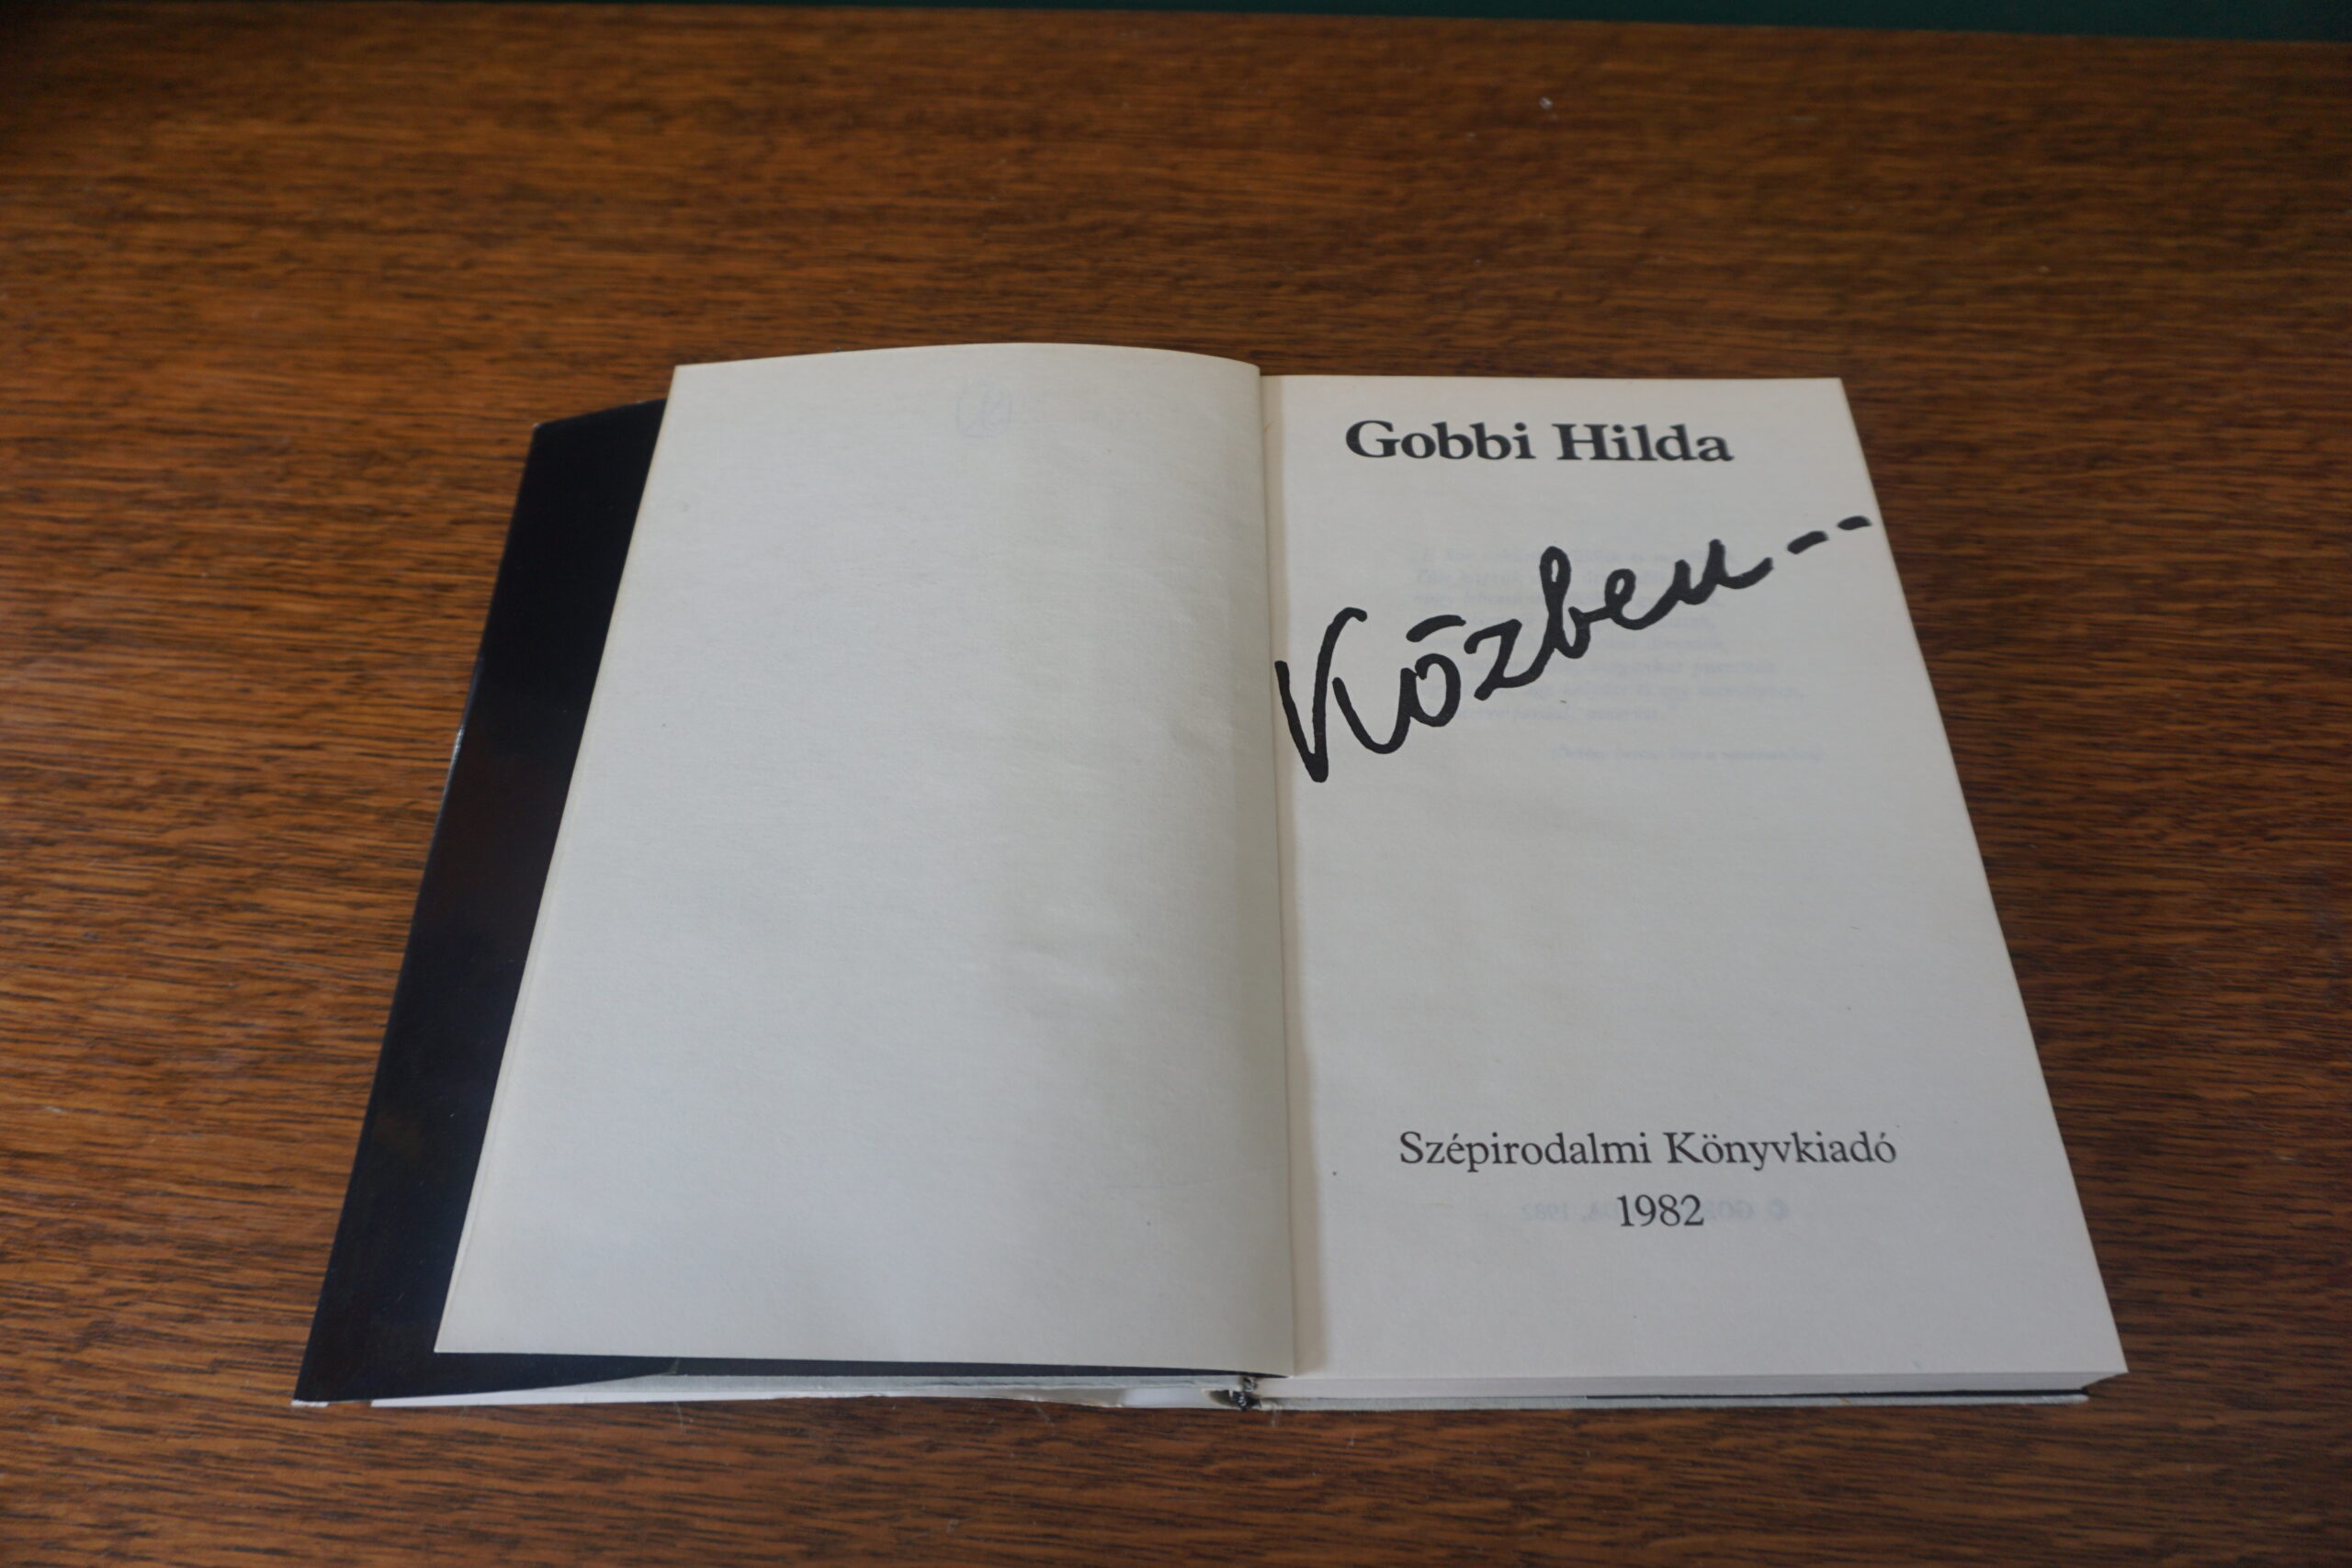 Gobbi Hilda
Közben--
Szépirodalmi Könyvkiadó
1982